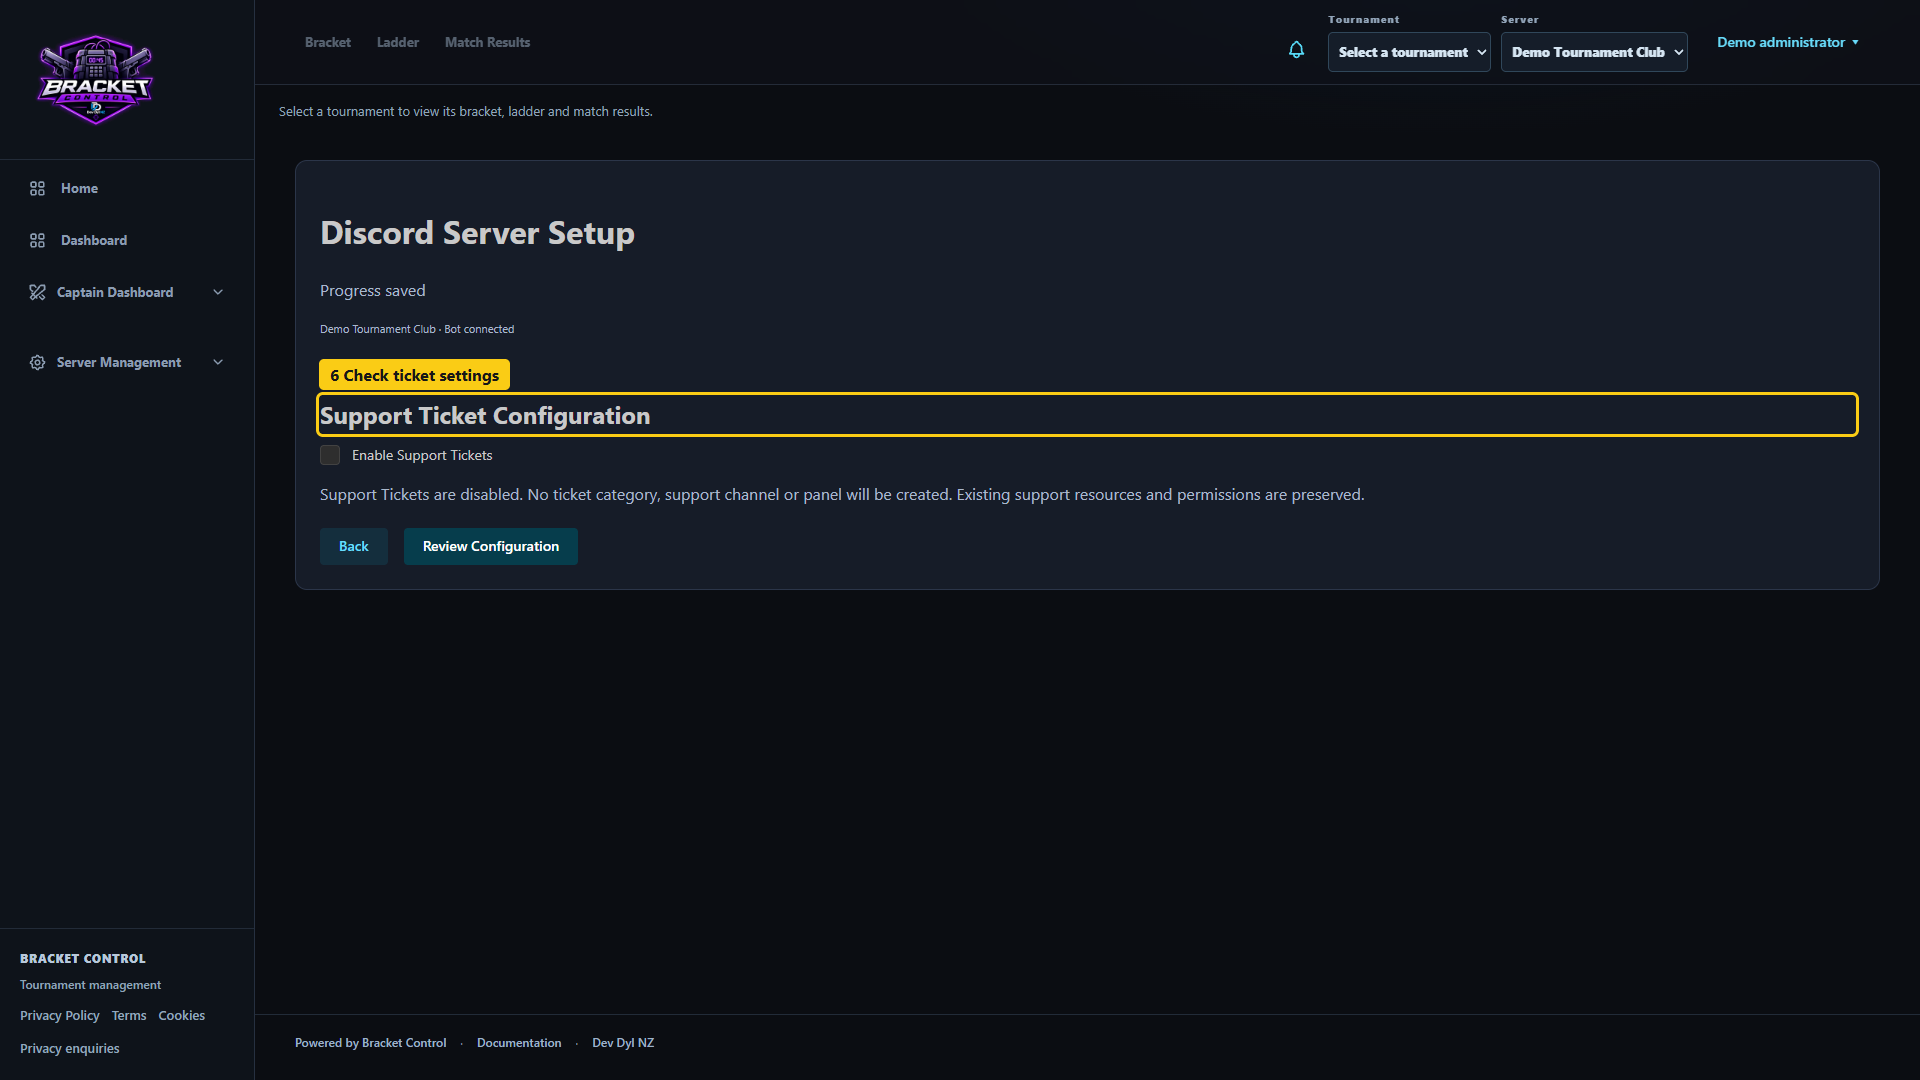 BRACKET
CONTROL
Bracket
Ladder
Match Results
Tournament
Select a tournament
Server
Demo Tournament Club
Demo administrator
Select a tournament to view its bracket, ladder and match results.
Home
Dashboard
Captain Dashboard
Server Management
Discord Server Setup
Progress saved
Demo Tournament Club · Bot connected
6 Check ticket settings
Support Ticket Configuration
Enable Support Tickets
Support Tickets are disabled. No ticket category, support channel or panel will be created. Existing support resources and permissions are preserved.
Back
Review Configuration
BRACKET CONTROL
Tournament management
Privacy Policy Terms Cookies
Privacy enquiries
Powered by Bracket Control · Documentation · Dev Dyl NZ